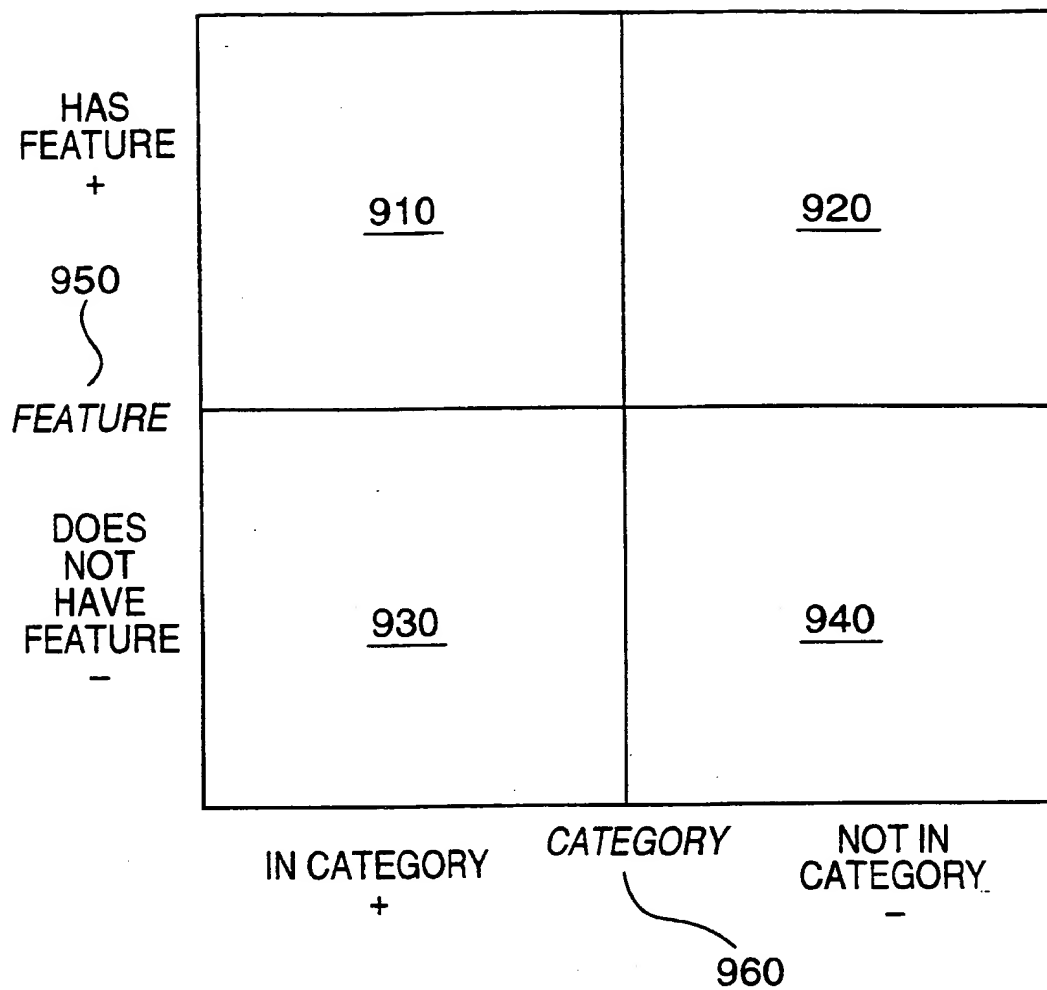 HAS
FEATURE
+
910
920
950
FEATURE
DOES
NOT
HAVE
FEATURE
–
930
940
IN CATEGORY
+
CATEGORY
NOT IN
CATEGORY
–
960